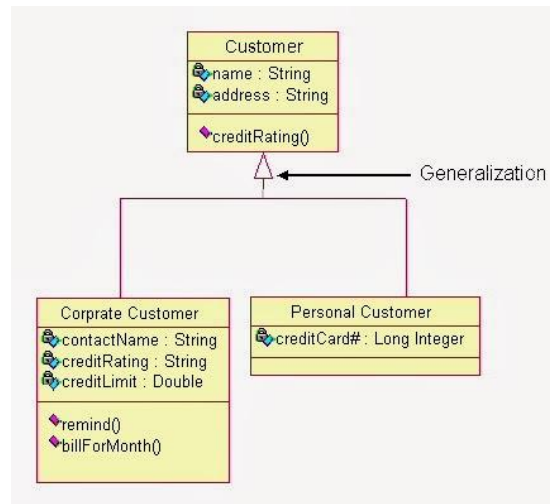 Customer
name : String
address : String
creditRating()
Generalization
Corprate Customer
contactName : String
creditRating : String
creditLimit : Double
remind()
billForMonth()
Personal Customer
creditCard# : Long Integer